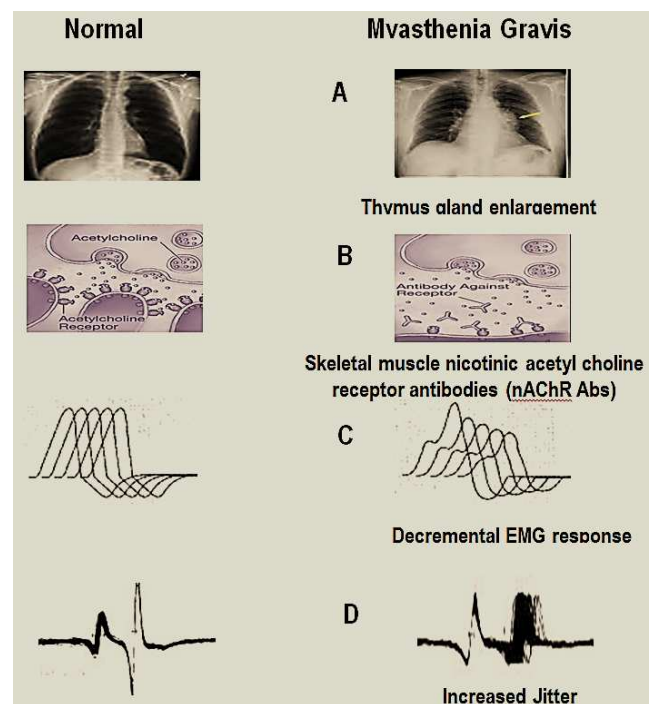 Normal
Mvasthenia Gravis
A
Thymus gland enlargement
Acetylcholine
Acetylcholine
Receptor
B
Antibody Against
Receptor
Skeletal muscle nicotinic acetyl choline
receptor antibodies (nAChR Abs)
C
Decremental EMG response
D
Increased Jitter